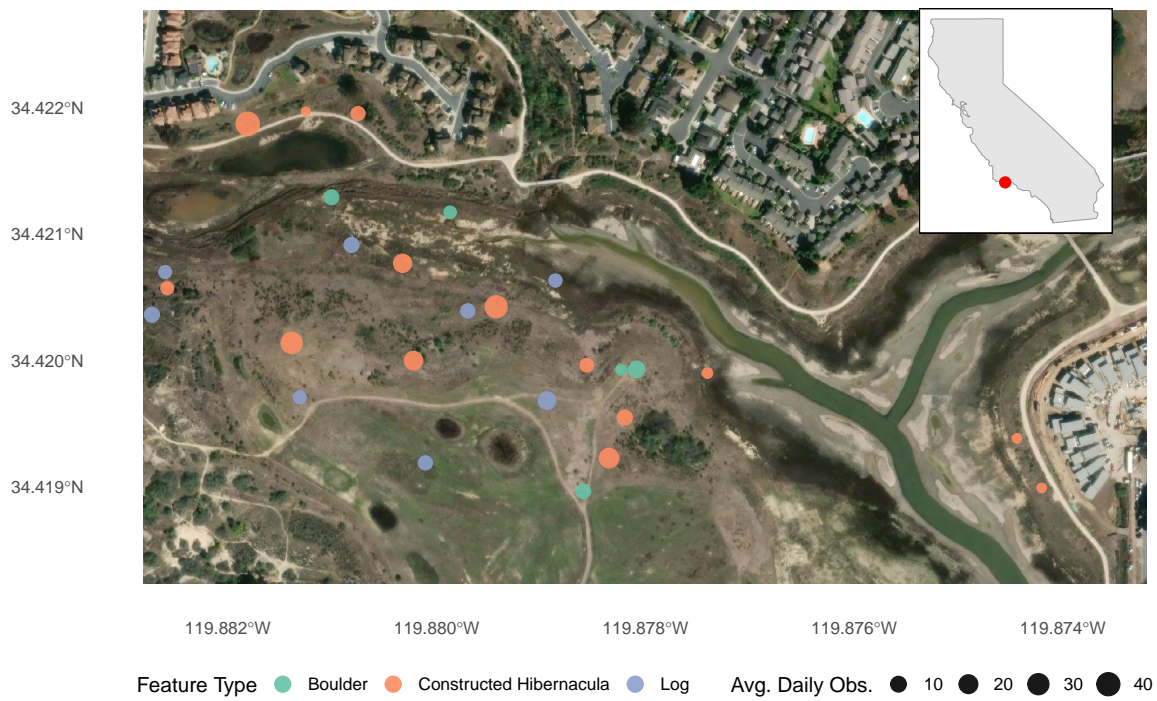 34.422°N
34.421°N
34.420°N
34.419°N
119.882°W 119.880°W 119.878°W 119.876°W 119.874°W
Feature Type Boulder Constructed Hibernacula Log Avg. Daily Obs. 10 20 30 40